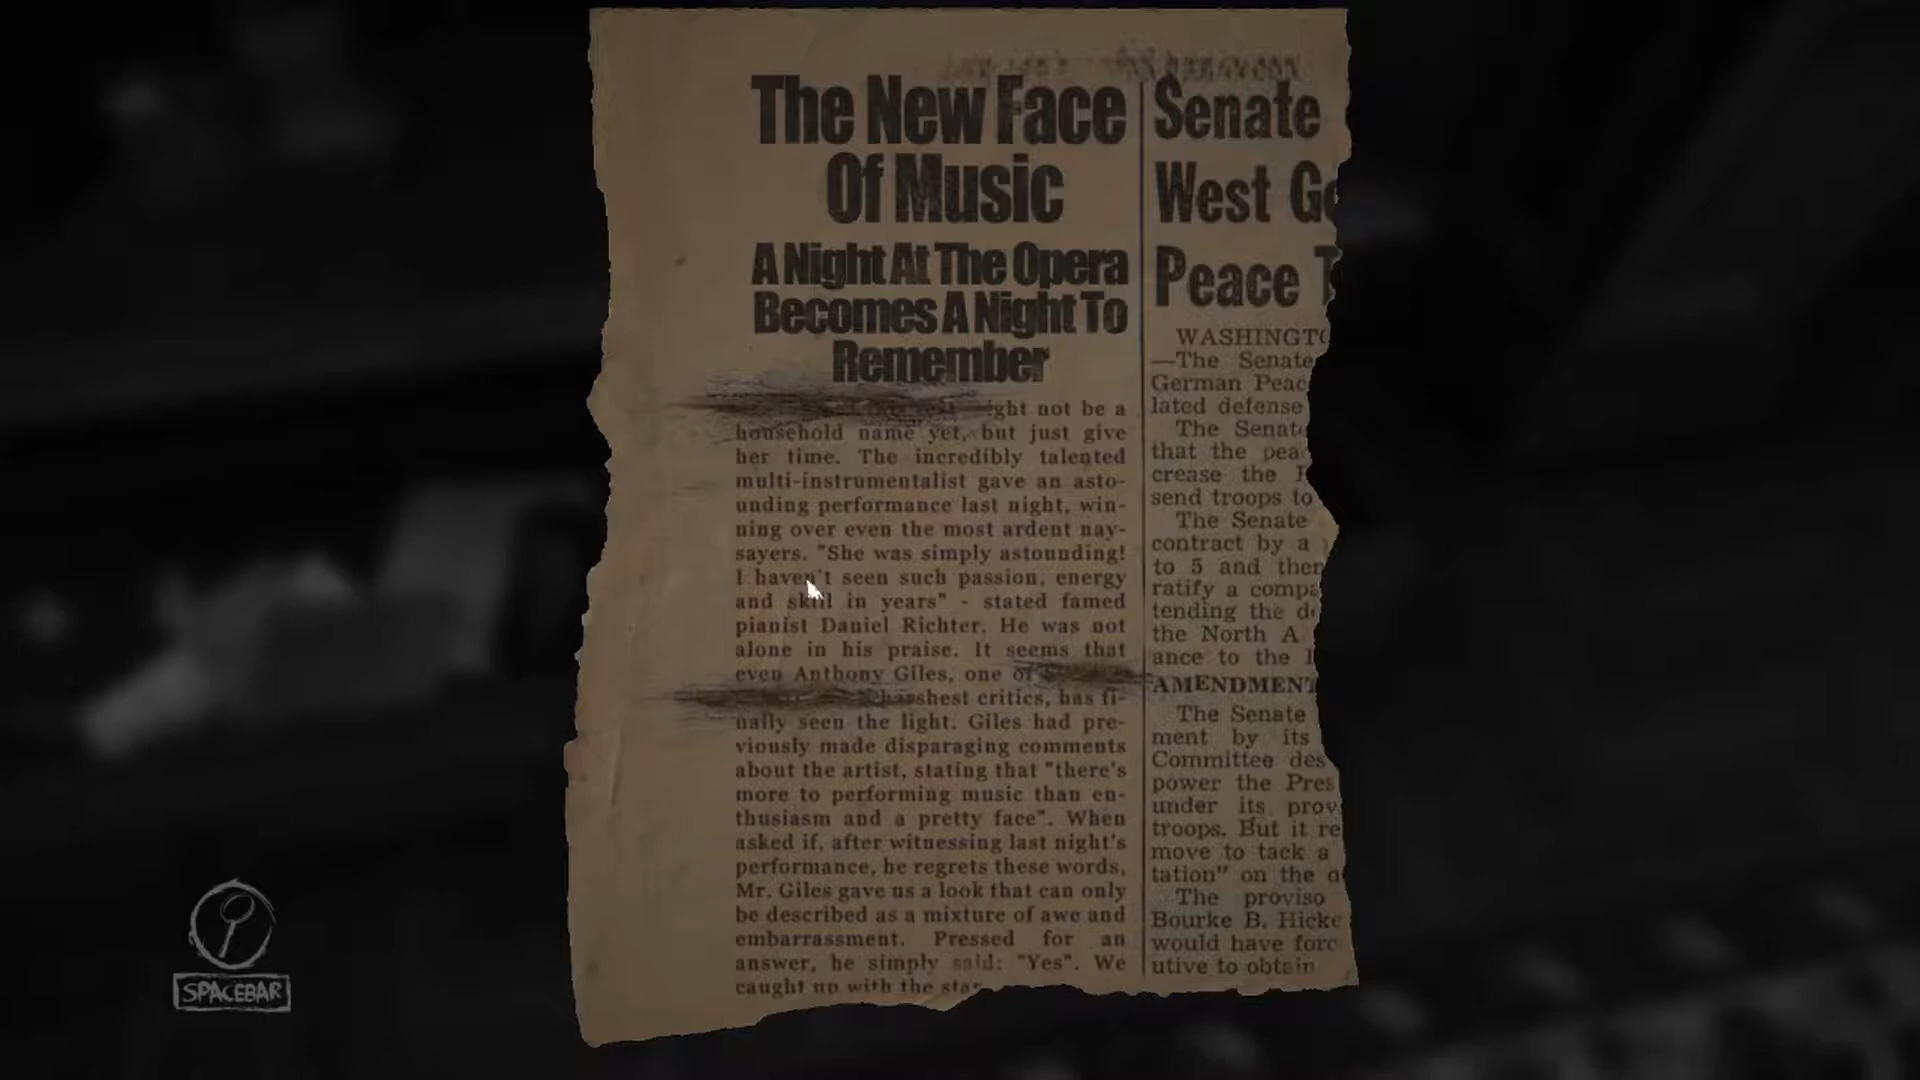 The New Face
Of Music
A Night At The Opera
Becomes A Night To
Remember
not be a
household name yet, but just give
her time. The incredibly talented
multi-instrumentalist gave an asto-
unding performance last night, win-
ning over even the most ardent nay-
sayers. "She was simply astounding!
I haven't seen such passion, energy
and skill in years" - stated famed
pianist Daniel Richter. He was not
alone in his praise. It seems that
even Anthony Giles, one of
harshest critics, has fi-
nally seen the light. Giles had pre-
viously made disparaging comments
about the artist, stating that "there's
more to performing music than en-
thusiasm and a pretty face". When
asked if, after witnessing last night's
performance, he regrets these words,
Mr. Giles gave us a look that can only
be described as a mixture of awe and
embarrassment. Pressed for an
answer, he simply said: "Yes". We
caught up with the star
Senate
West
Peace
—The Senate
German
lated defense
The
that the
crease the
send troops to
The Senate
contract by a
to 5 and
ratify a
tending the
the North A
ance to the
AMENDMENT
The Senate
ment by its
Committee des
power the Pres
under its prov
troops. But it re
move to tack a
tation" on the
The proviso
Bourke B. Hicke
would have forc
utive to obtain
SPACEBAR